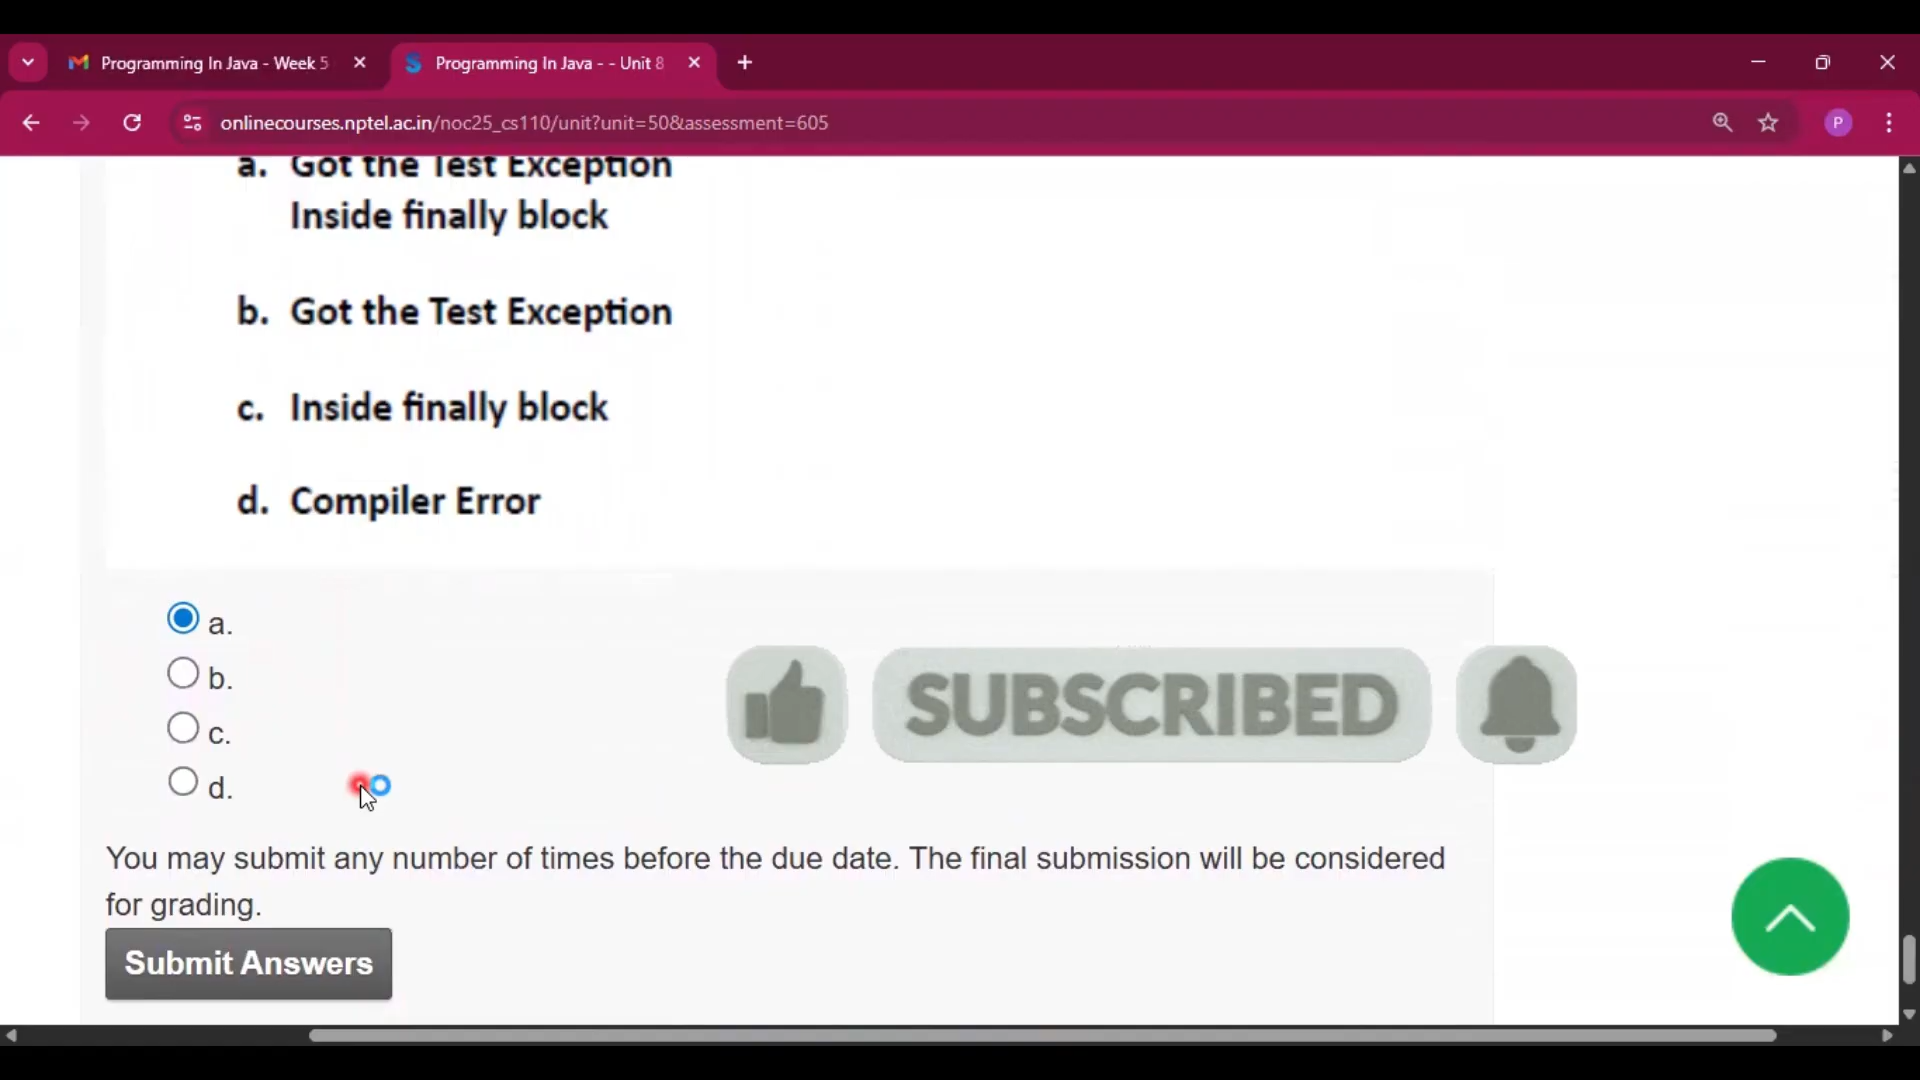 Programming In Java - Week 5
Programming In Java - - Unit 8
onlinecourses.nptel.ac.in/noc25_cs110/unit?unit=50&assessment=605
P
a. Got the Test Exception
Inside finally block
b. Got the Test Exception
c. Inside finally block
d. Compiler Error
a.
b.
c.
d.
SUBSCRIBED
You may submit any number of times before the due date. The final submission will be considered
for grading.
Submit Answers